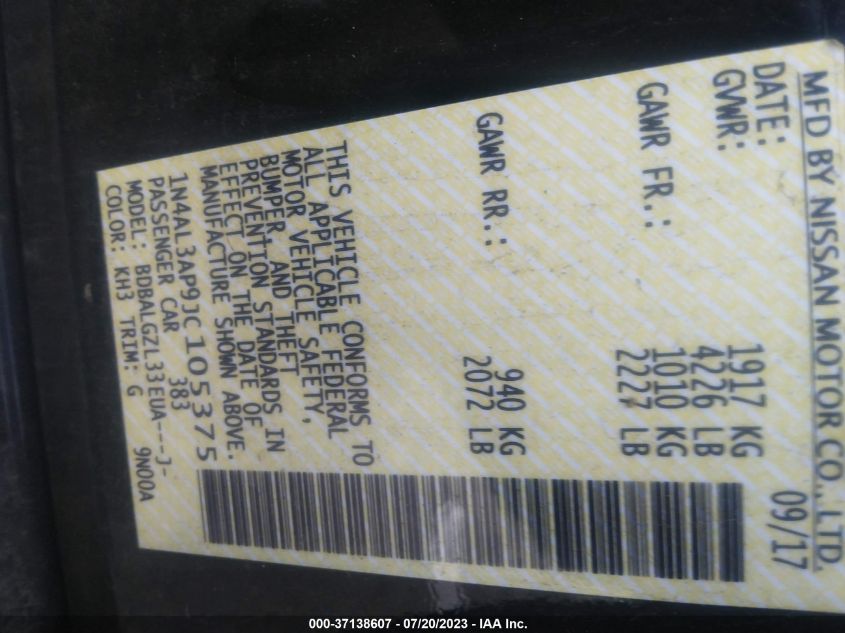 MFD BY NISSAN MOTOR CO., LTD.
DATE: 09/17
GVWR: 1917 KG
4226 LB
GAWR FR.: 1010 KG
2227 LB
GAWR RR.: 940 KG
2072 LB
THIS VEHICLE CONFORMS TO
ALL APPLICABLE FEDERAL
MOTOR VEHICLE SAFETY,
BUMPER, AND THEFT
PREVENTION STANDARDS IN
EFFECT ON THE DATE OF
MANUFACTURE SHOWN ABOVE.
1N4AL3AP9JC105375
PASSENGER CAR 383
MODEL: BDBALGZL33EUA---J-
COLOR: KH3 TRIM: G 9N00A
000-37138607 - 07/20/2023 - IAA Inc.